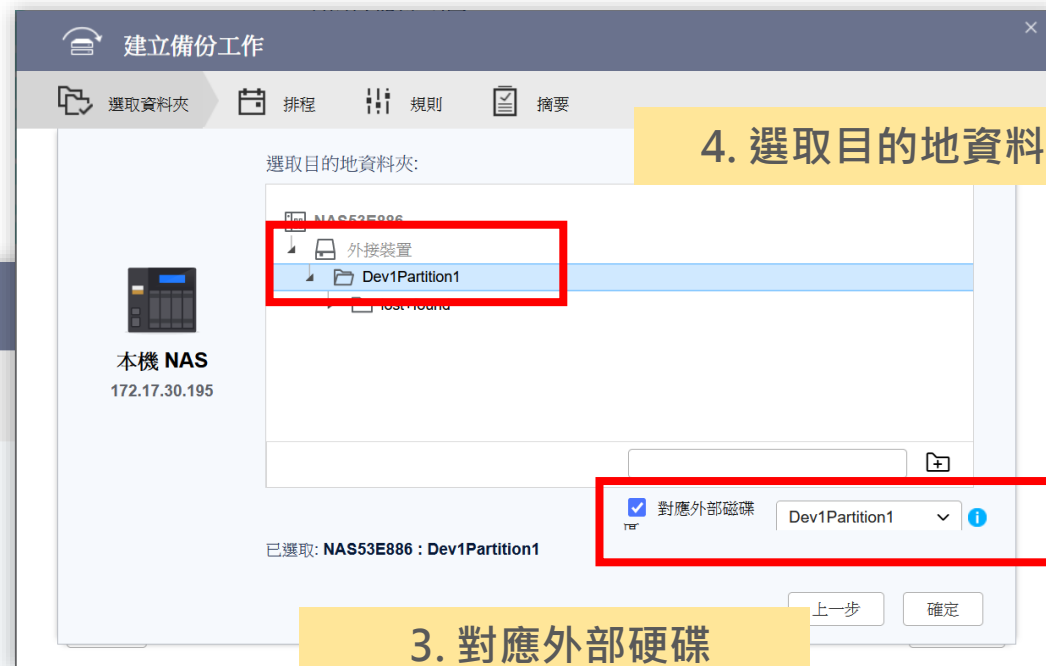 建立備份工作
選取資料夾 排程 規則 摘要
4. 選取目的地資料
選取目的地資料夾:
NAS53E886
外接裝置
Dev1Partition1
lost+found
本機 NAS
172.17.30.195
對應外部磁碟
Dev1Partition1
已選取: NAS53E886 : Dev1Partition1
上一步 確定
3. 對應外部硬碟